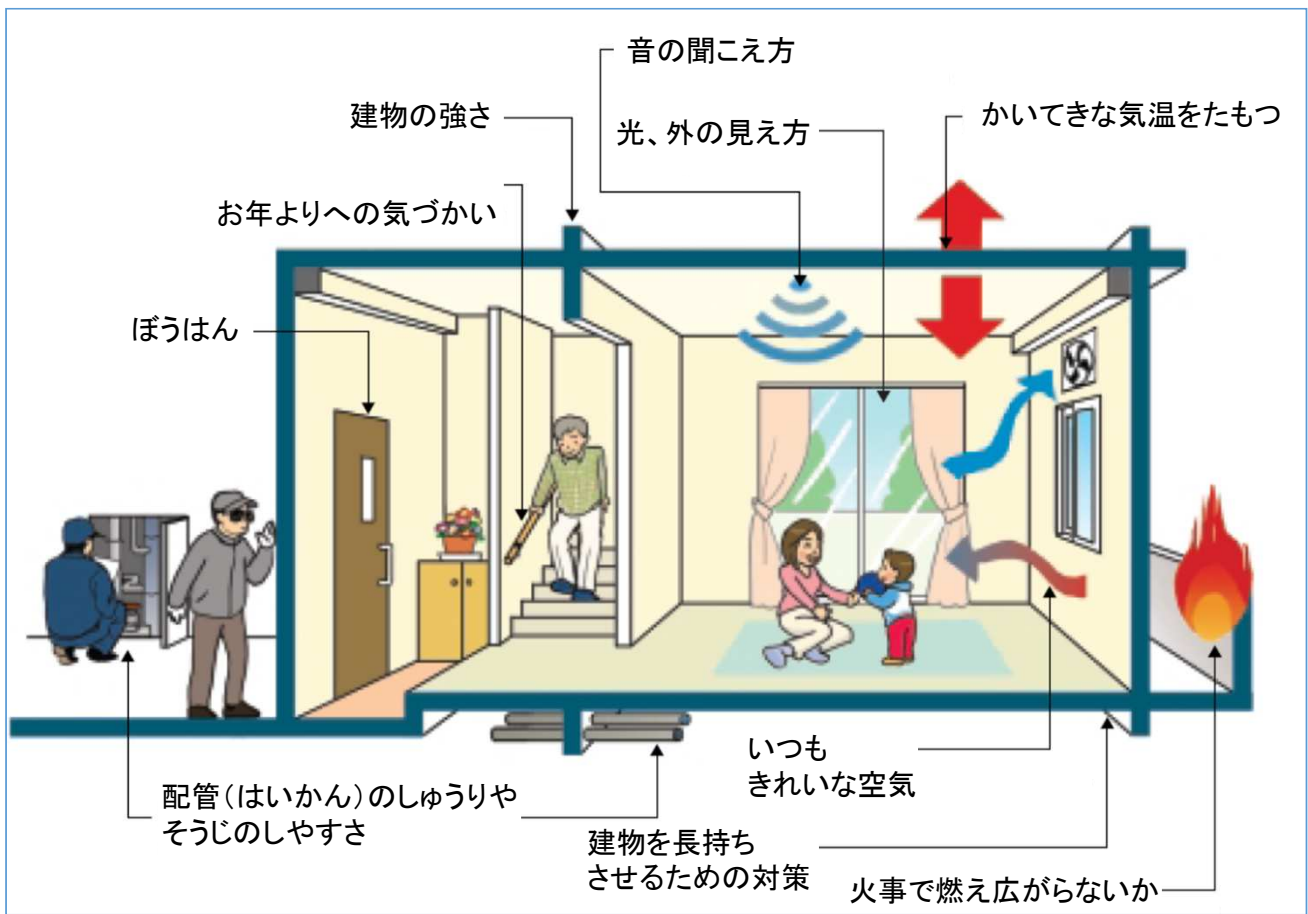 音の聞こえ方
建物の強さ
光、外の見え方
かいてきな気温をたもつ
お年よりへの気づかい
ぼうはん
いつも
きれいな空気
配管(はいかん)のしゅうりや
そうじのしやすさ
建物を長持ち
させるための対策
火事で燃え広がらないか